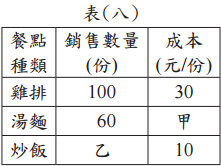 表(八)
餐點種類 銷售數量(份) 成本(元/份)
雞排 100 30
湯麵 60 甲
炒飯 乙 10